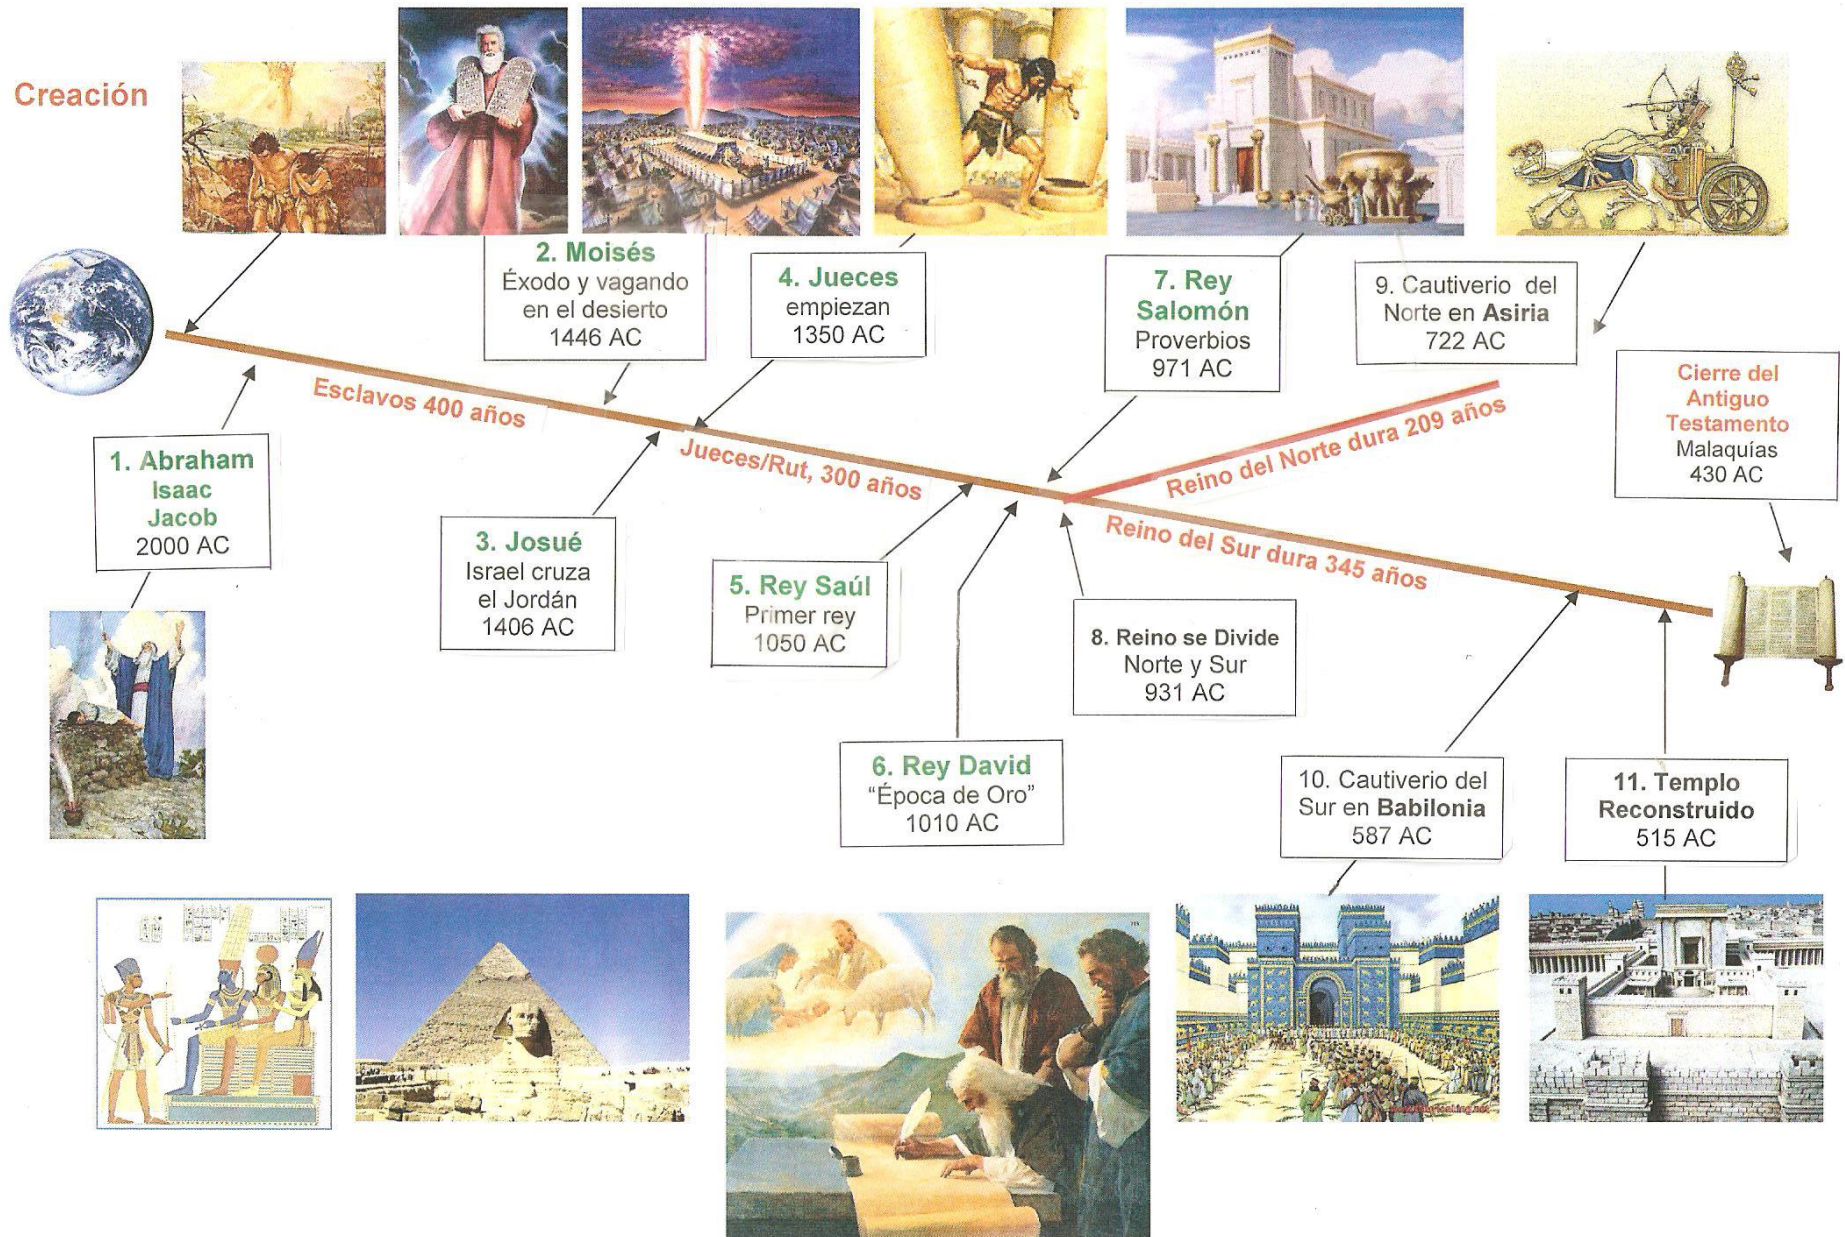 Creación
2. Moisés
Éxodo y vagando
en el desierto
1446 AC
4. Jueces
empiezan
1350 AC
7. Rey
Salomón
Proverbios
971 AC
9. Cautiverio del
Norte en Asiria
722 AC
Cierre del
Antiguo
Testamento
Malaquías
430 AC
Esclavos 400 años
Jueces/Rut, 300 años
Reino del Norte dura 209 años
Reino del Sur dura 345 años
1. Abraham
Isaac
Jacob
2000 AC
3. Josué
Israel cruza
el Jordán
1406 AC
5. Rey Saúl
Primer rey
1050 AC
8. Reino se Divide
Norte y Sur
931 AC
6. Rey David
“Época de Oro”
1010 AC
10. Cautiverio del
Sur en Babilonia
587 AC
11. Templo
Reconstruido
515 AC